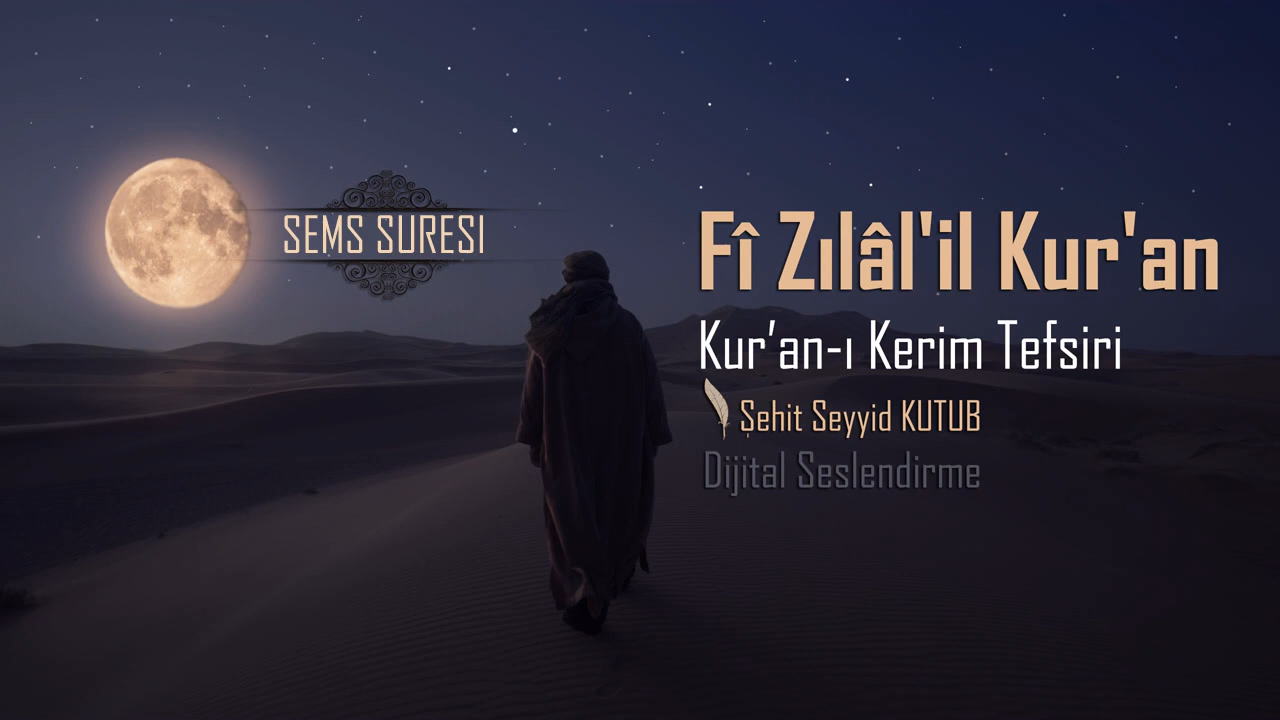 SEMS SURESI
Fî Zılâl'il Kur'an
Kur’an-ı Kerim Tefsiri
Şehit Seyyid KUTUB
Dijital Seslendirme